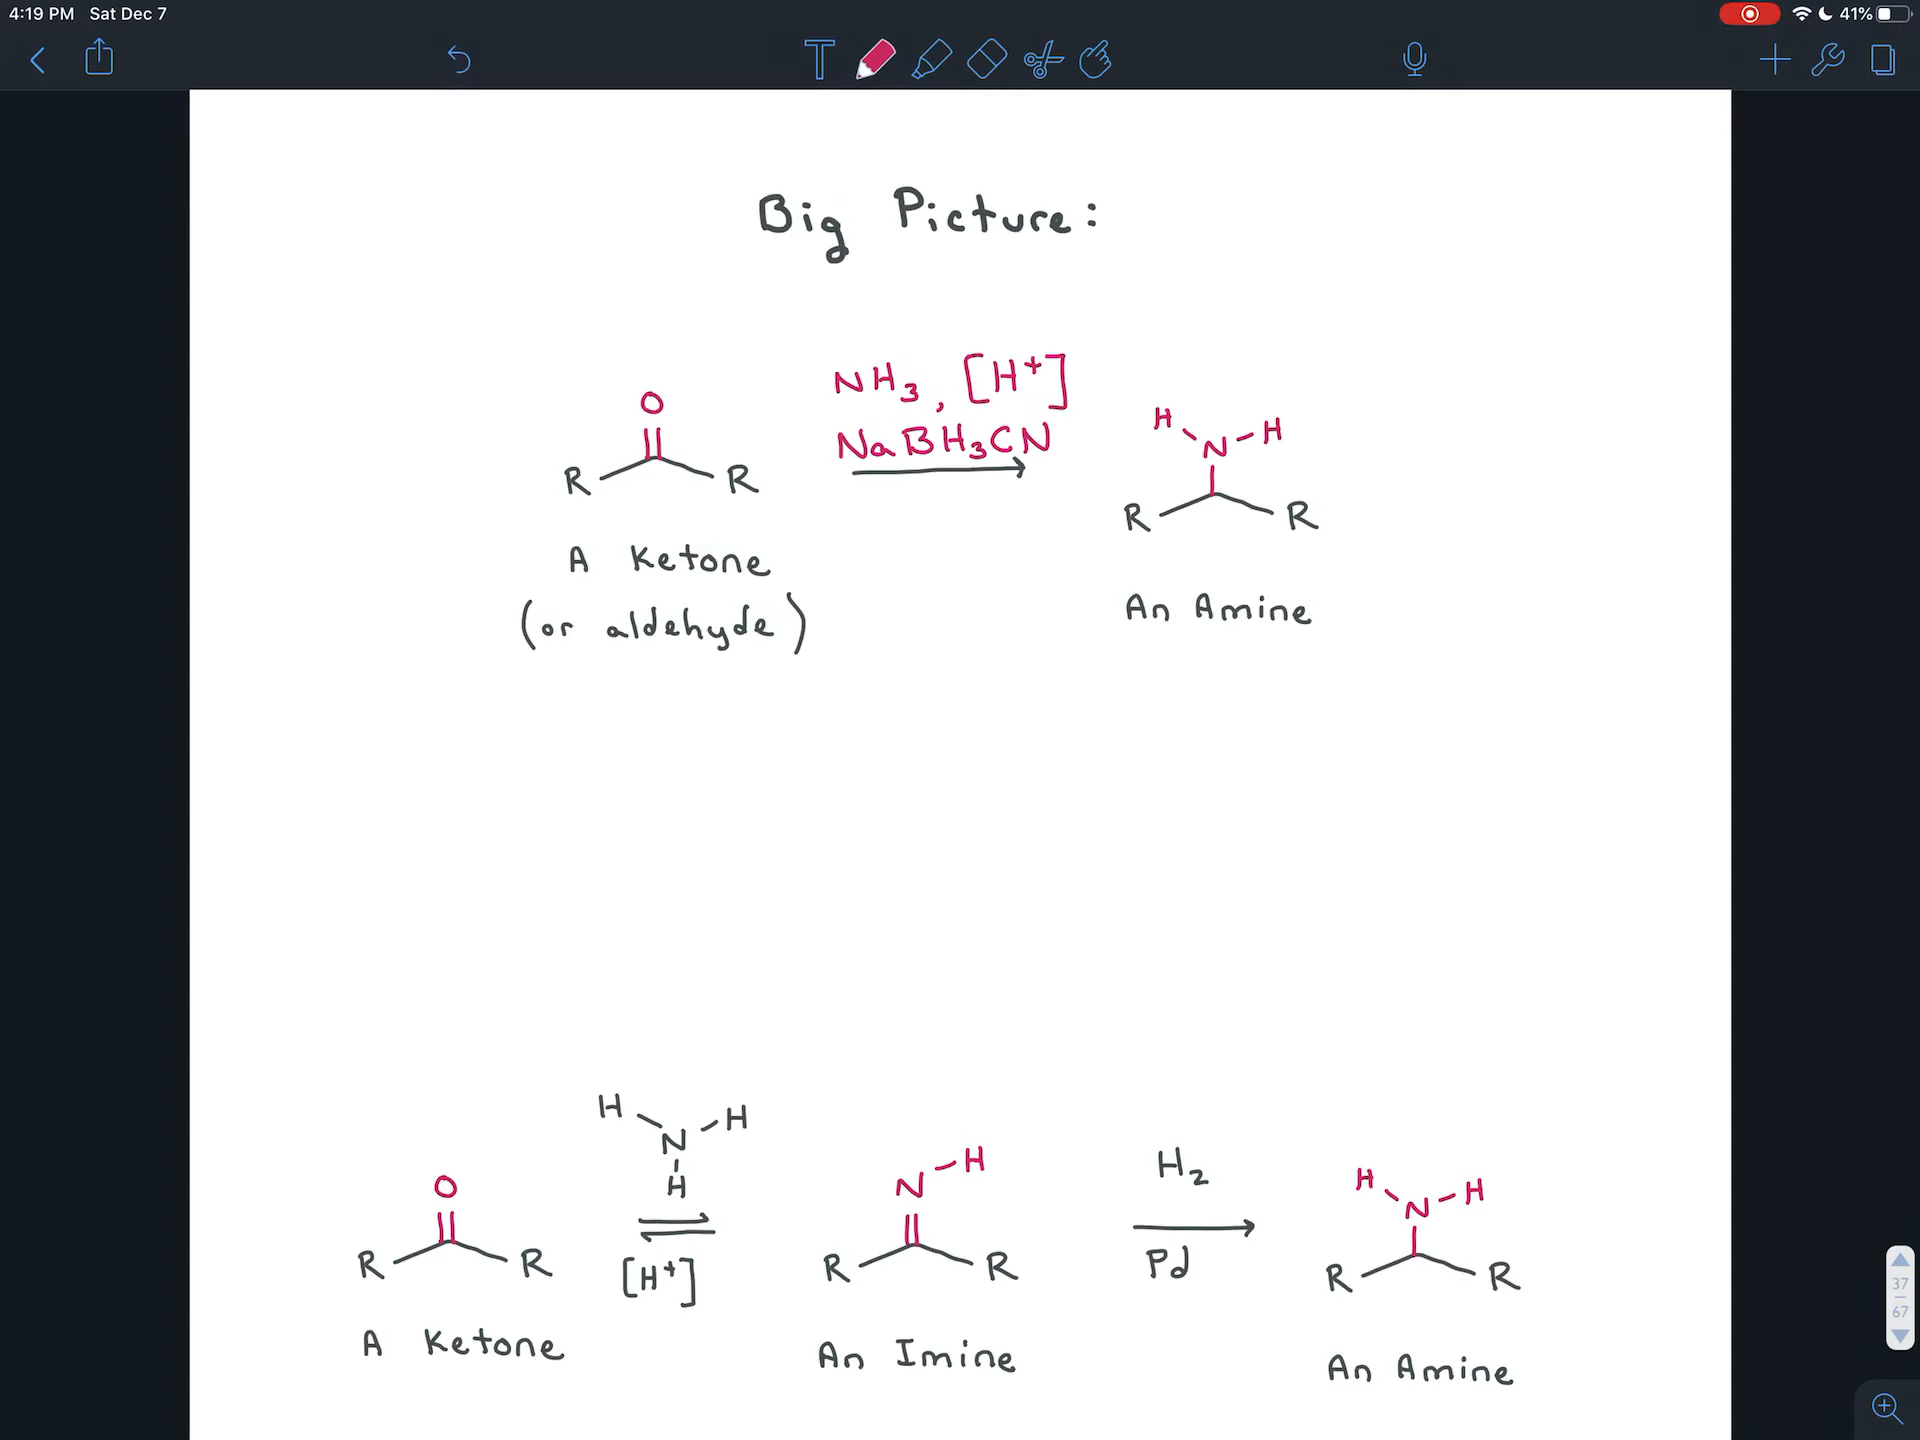 4:19 PM Sat Dec 7
41%
T
Big Picture:
NH3, [H+]
NaBH3CN
O
R R
H N H
R R
A Ketone
(or aldehyde)
An Amine
H N H
H
O
R R
[H+]
A Ketone
N H
R R
An Imine
H2
Pd
H N H
R R
An Amine
37
67